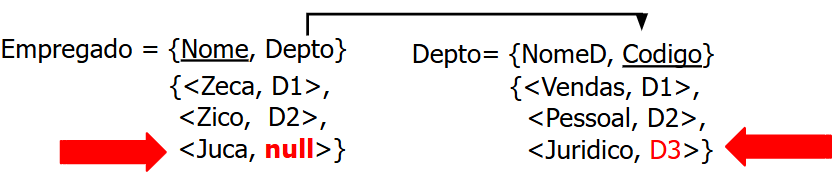 Empregado = {Nome, Depto}
{<Zeca, D1>,
<Zico, D2>,
<Juca, null>}
Depto= {NomeD, Codigo}
{<Vendas, D1>,
<Pessoal, D2>,
<Juridico, D3>}